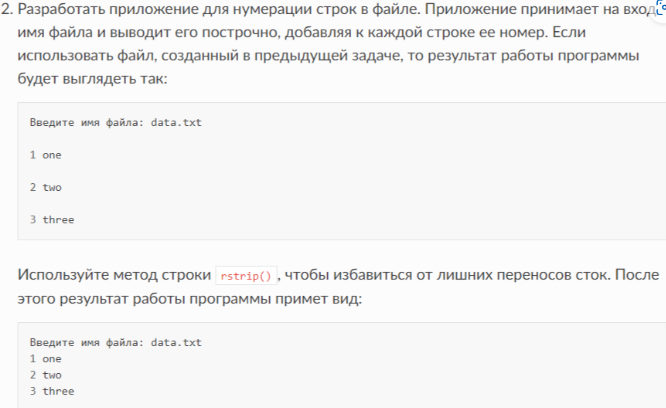 2. Разработать приложение для нумерации строк в файле. Приложение принимает на вход
имя файла и выводит его построчно, добавляя к каждой строке ее номер. Если
использовать файл, созданный в предыдущей задаче, то результат работы программы
будет выглядеть так:
Введите имя файла: data.txt
1 one
2 two
3 three
Используйте метод строки rstrip(), чтобы избавиться от лишних переносов сток. После
этого результат работы программы примет вид:
Введите имя файла: data.txt
1 one
2 two
3 three